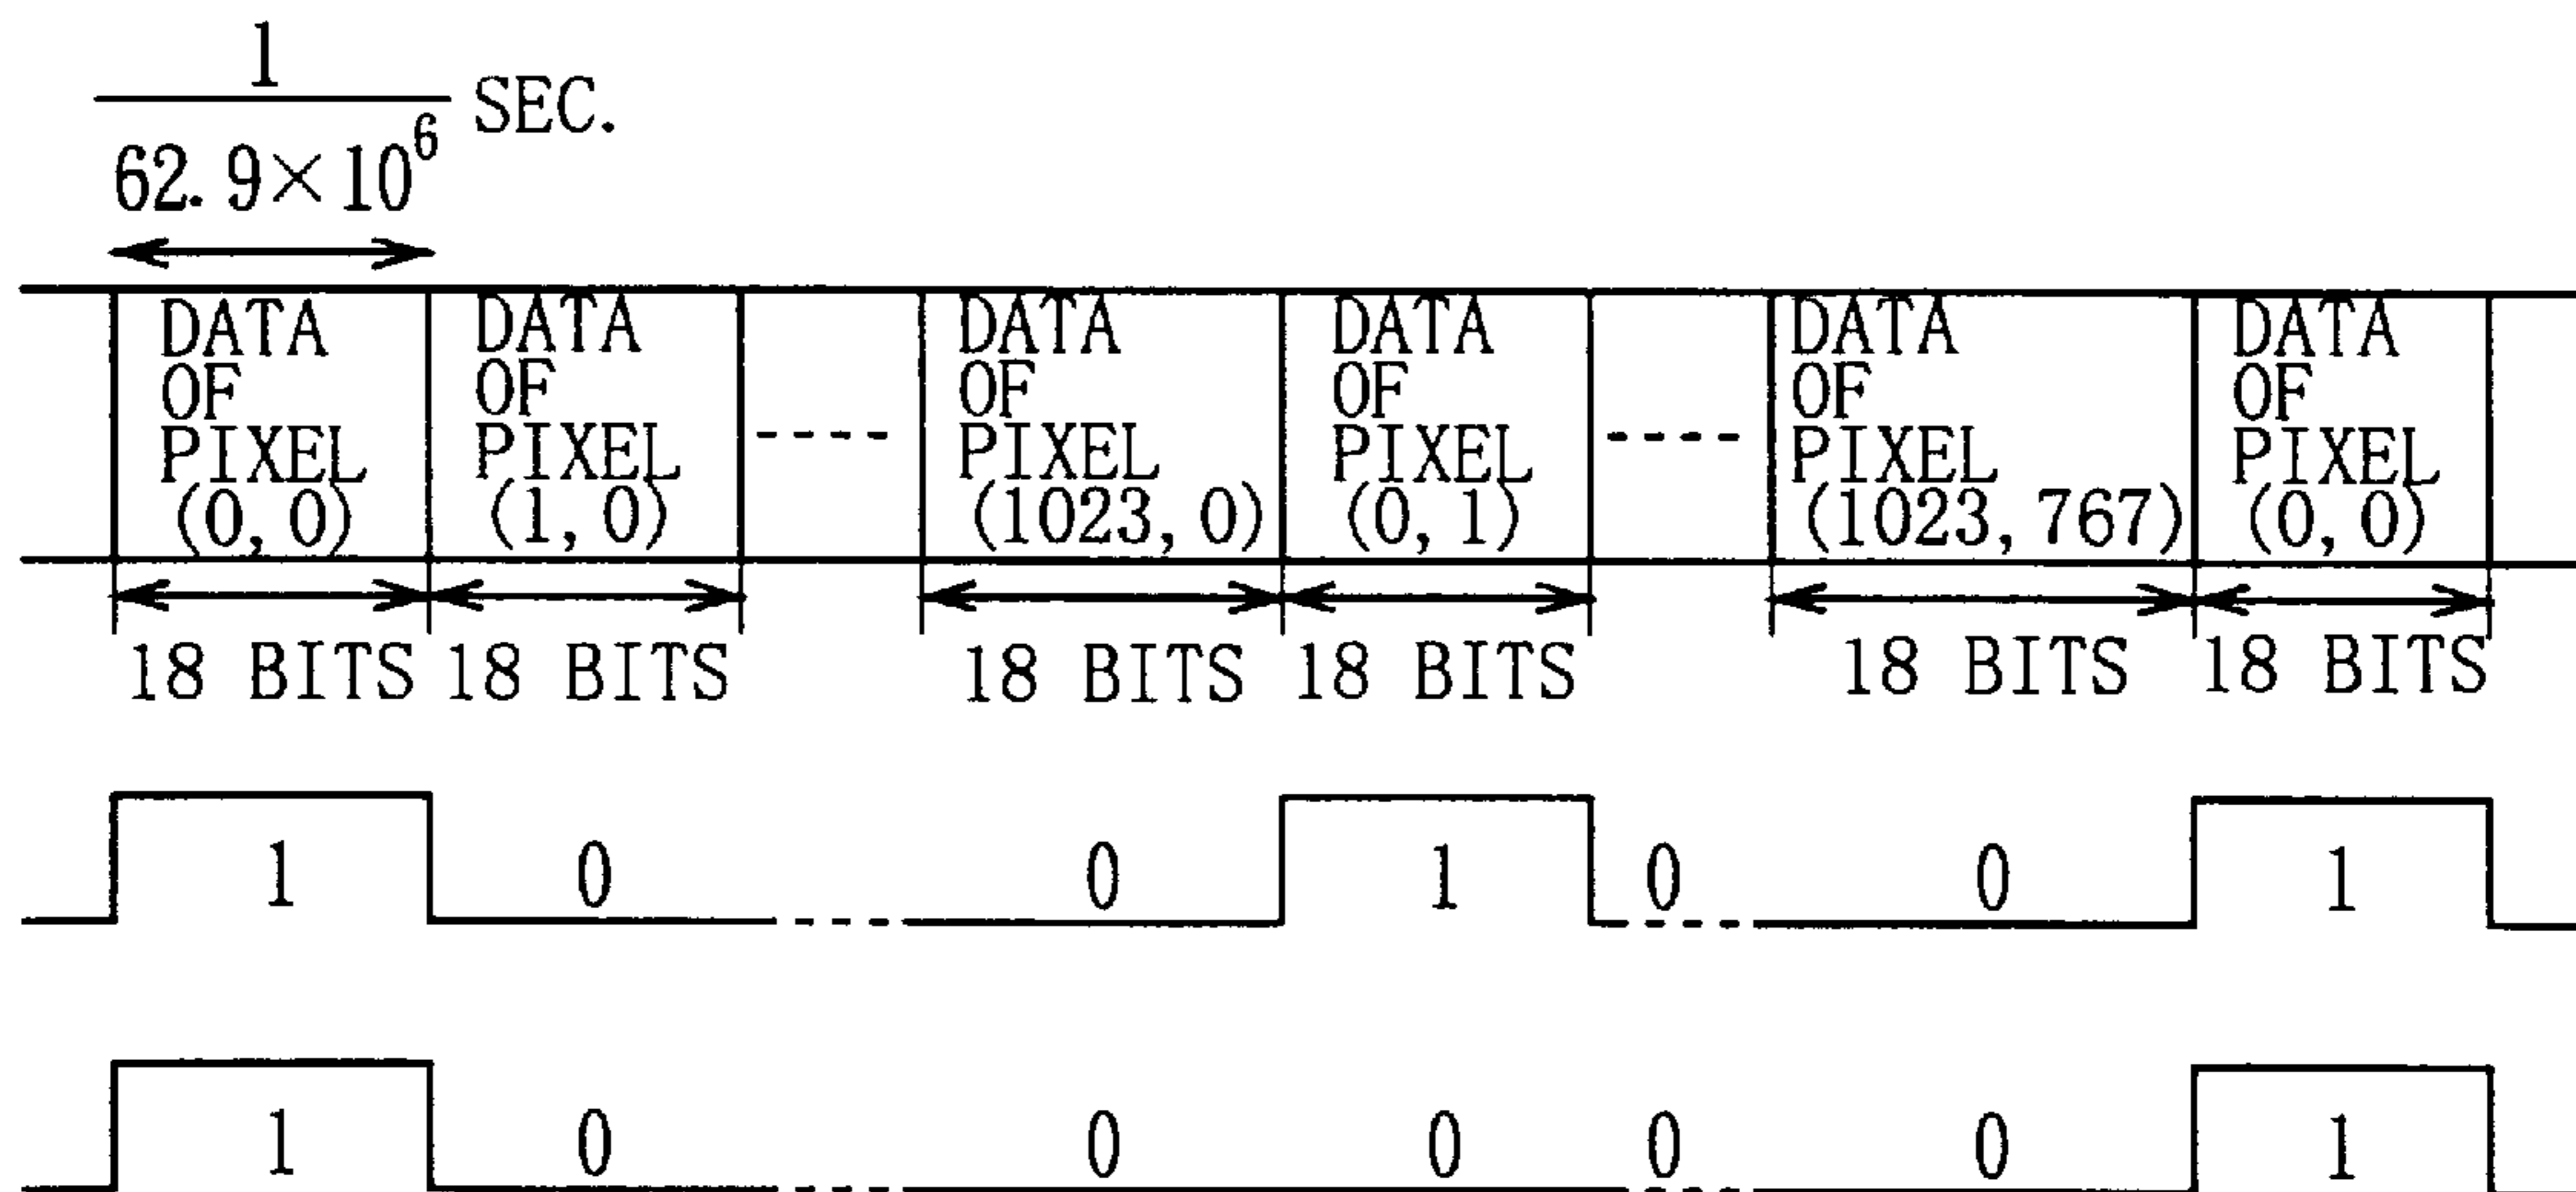 1
62.9×10⁶ SEC.
DATA OF PIXEL (0,0)
DATA OF PIXEL (1,0)
DATA OF PIXEL (1023,0)
DATA OF PIXEL (0,1)
DATA OF PIXEL (1023,767)
DATA OF PIXEL (0,0)
18 BITS 18 BITS 18 BITS 18 BITS 18 BITS 18 BITS
1 0 0 1 0 0 1
1 0 0 0 0 0 1